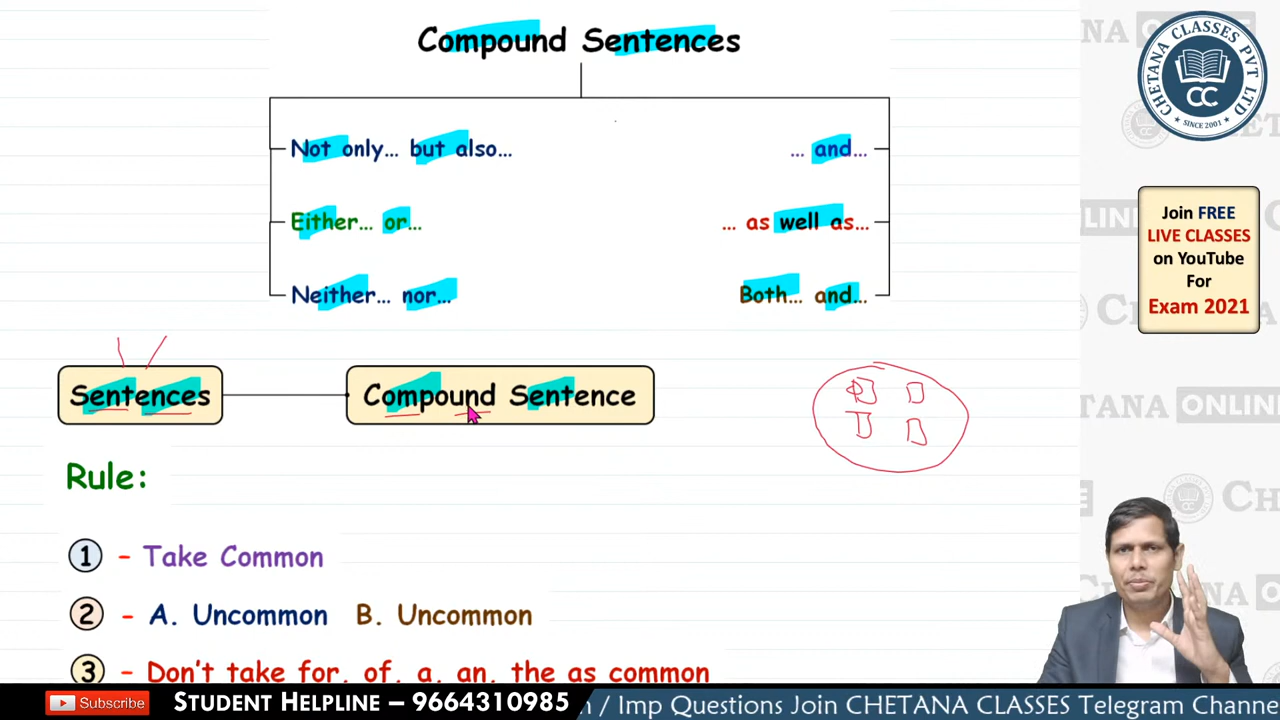 Compound Sentences
Not only... but also...
... and...
Either... or...
... as well as...
Neither... nor...
Both... and...
Sentences
Compound Sentence
Rule:
1 - Take Common
2 - A. Uncommon B. Uncommon
3 - Don't take for, of, a, an, the as common
CHETANA CLASSES PVT LTD
CC
SINCE 2001
Join FREE
LIVE CLASSES
on YouTube
For
Exam 2021
TANA ONLINE
Subscribe
STUDENT HELPLINE – 9664310985
/ Imp Questions Join CHETANA CLASSES Telegram Channe